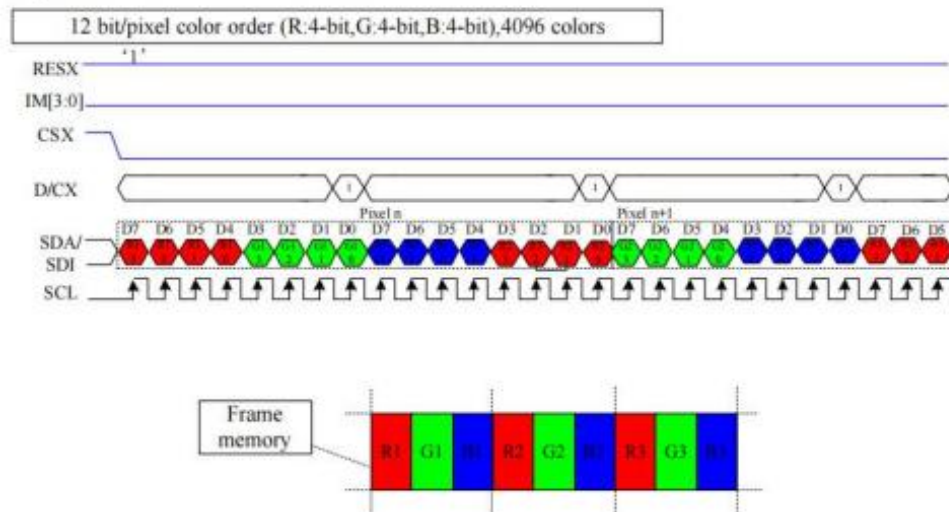 12 bit/pixel color order (R:4-bit,G:4-bit,B:4-bit),4096 colors
‘1’
RESX
IM[3:0]
CSX
D/CX
1 1 1
Pixel n Pixel n+1
D7 D6 D5 D4 D3 D2 D1 D0 D7 D6 D5 D4 D3 D2 D1 D0 D7 D6 D5 D4 D3 D2 D1 D0 D7 D6 D5
SDA/
SDI
SCL
Frame
memory
R1 G1 R2 G2 R3 G3